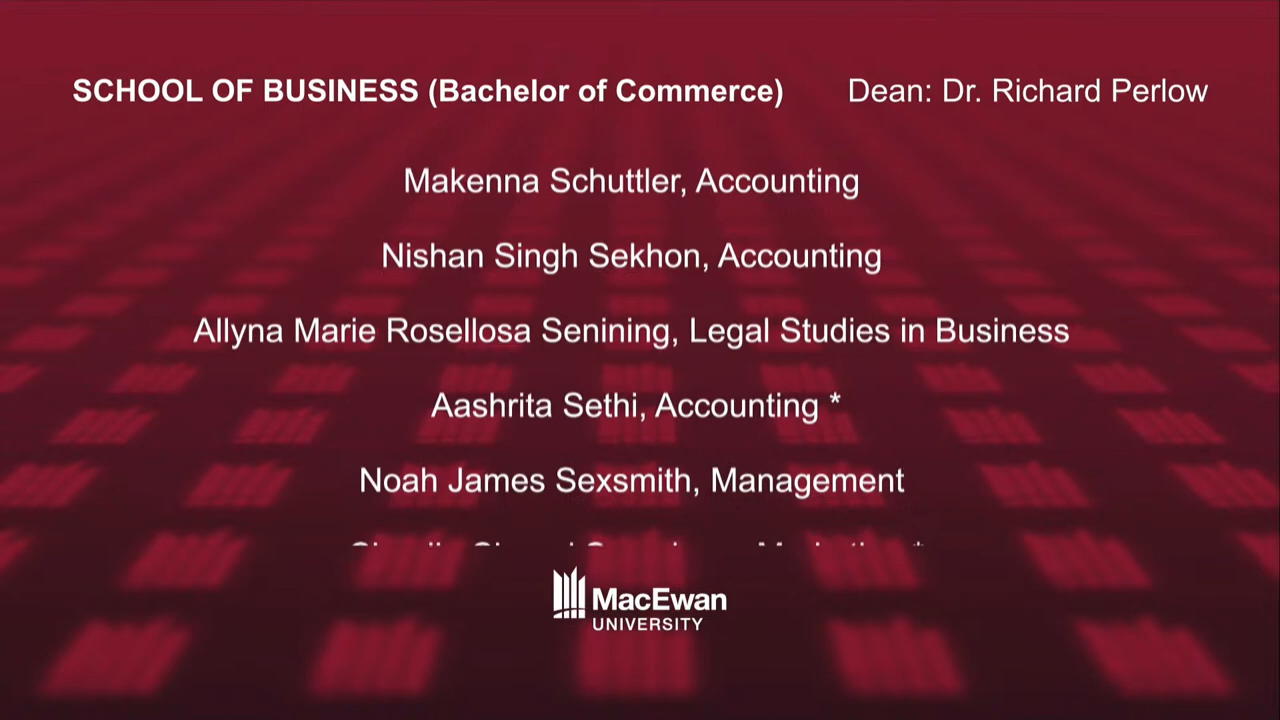 SCHOOL OF BUSINESS (Bachelor of Commerce) Dean: Dr. Richard Perlow
Makenna Schuttler, Accounting
Nishan Singh Sekhon, Accounting
Allyna Marie Rosellosa Senining, Legal Studies in Business
Aashrita Sethi, Accounting *
Noah James Sexsmith, Management
MacEwan
UNIVERSITY